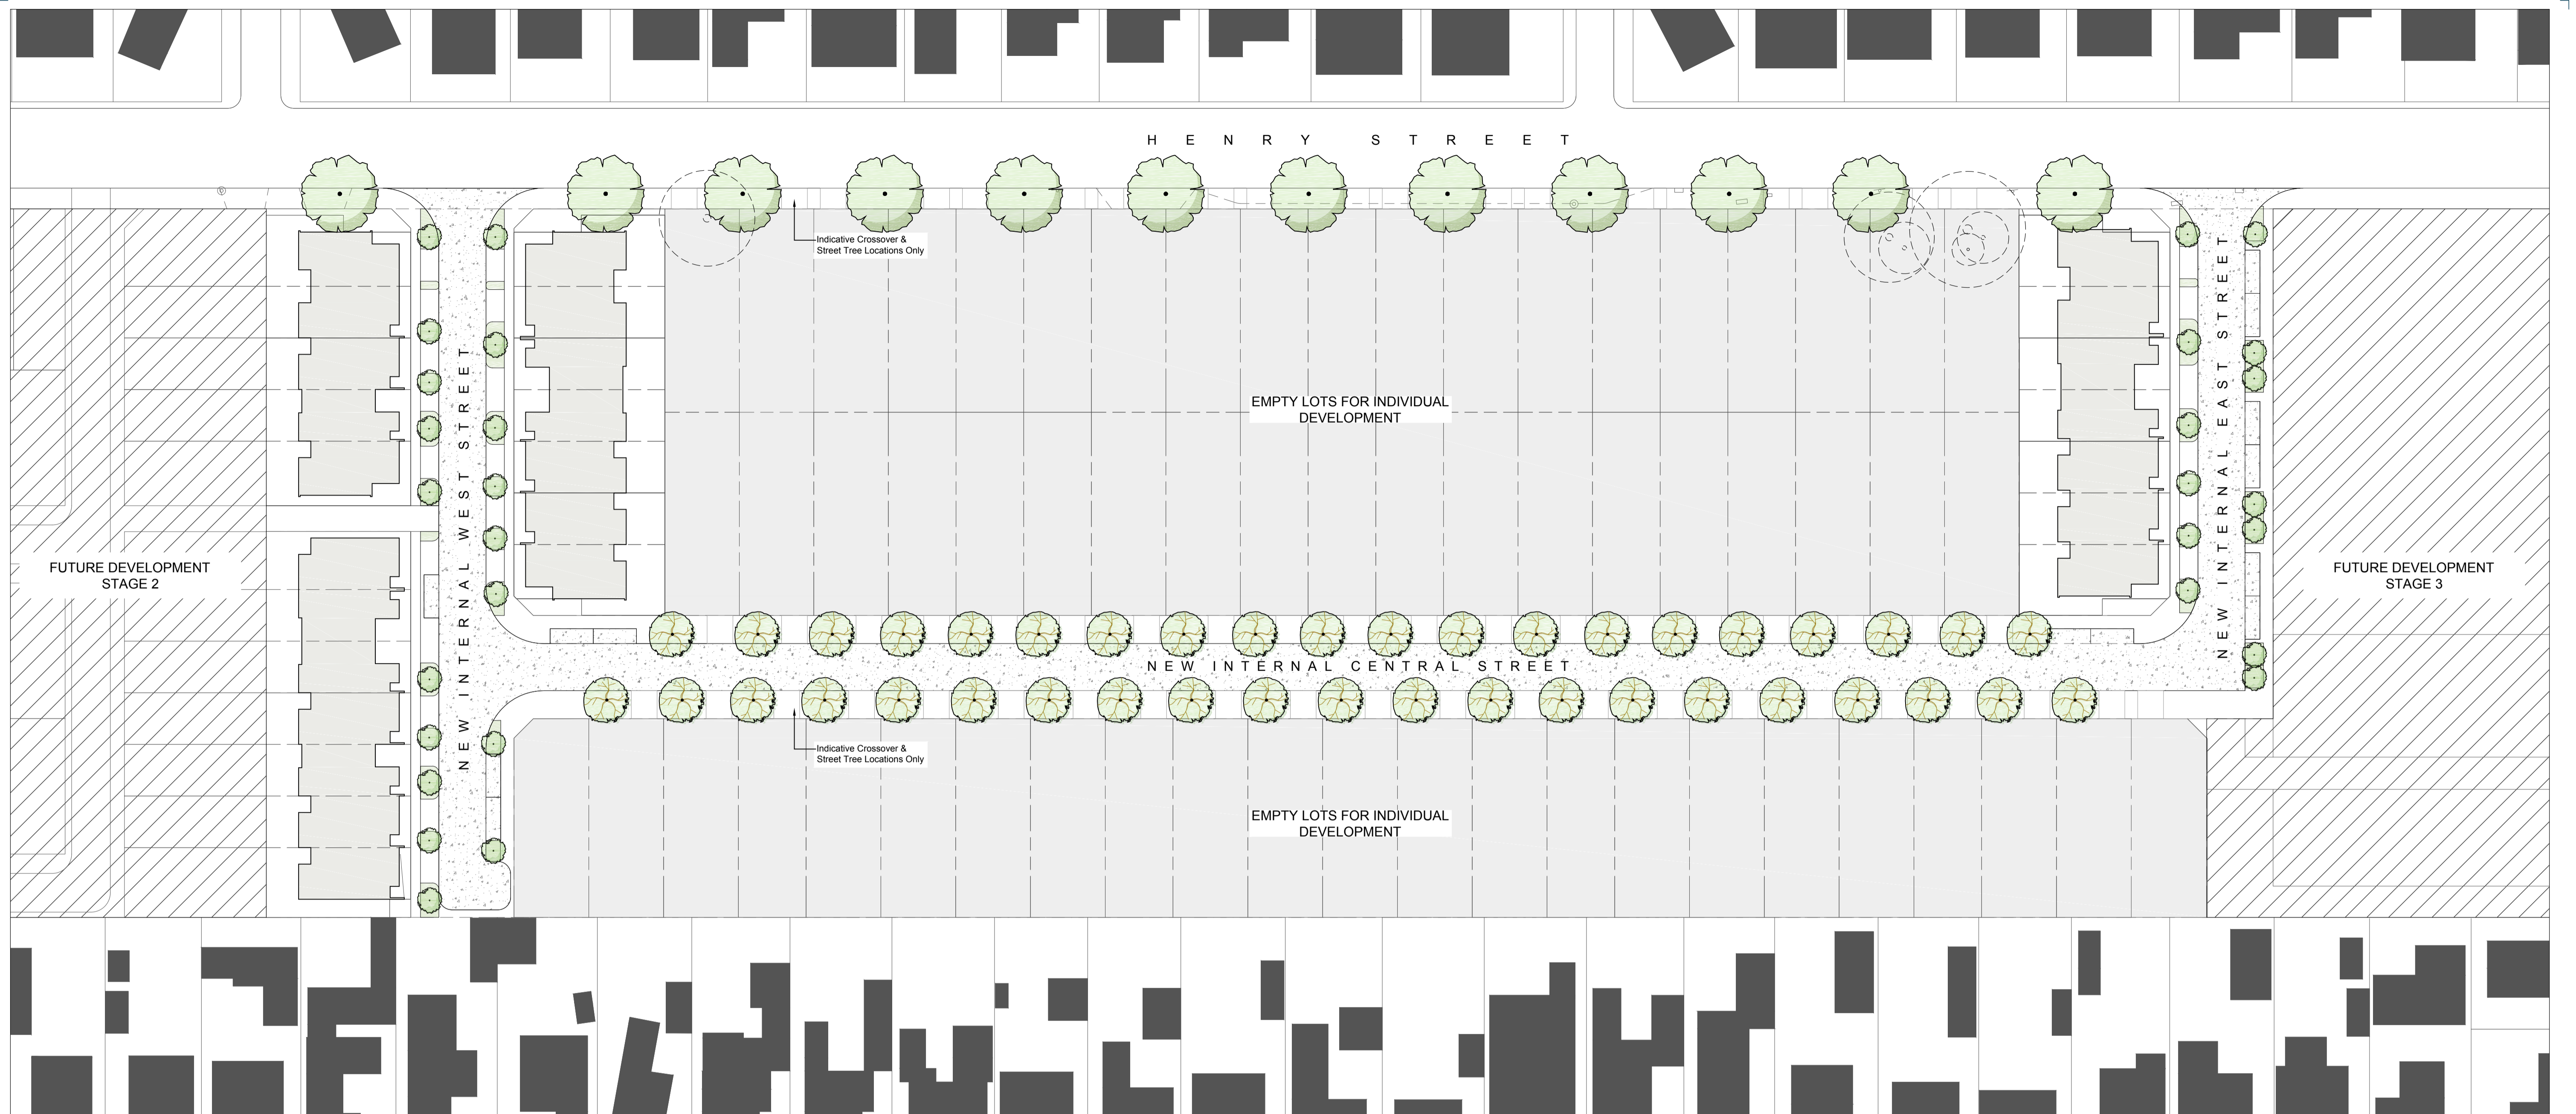 HENRY STREET
Indicative Crossover &
Street Tree Locations Only
EMPTY LOTS FOR INDIVIDUAL
DEVELOPMENT
NEW INTERNAL WEST STREET
NEW INTERNAL EAST STREET
FUTURE DEVELOPMENT
STAGE 2
FUTURE DEVELOPMENT
STAGE 3
NEW INTERNAL CENTRAL STREET
Indicative Crossover &
Street Tree Locations Only
EMPTY LOTS FOR INDIVIDUAL
DEVELOPMENT